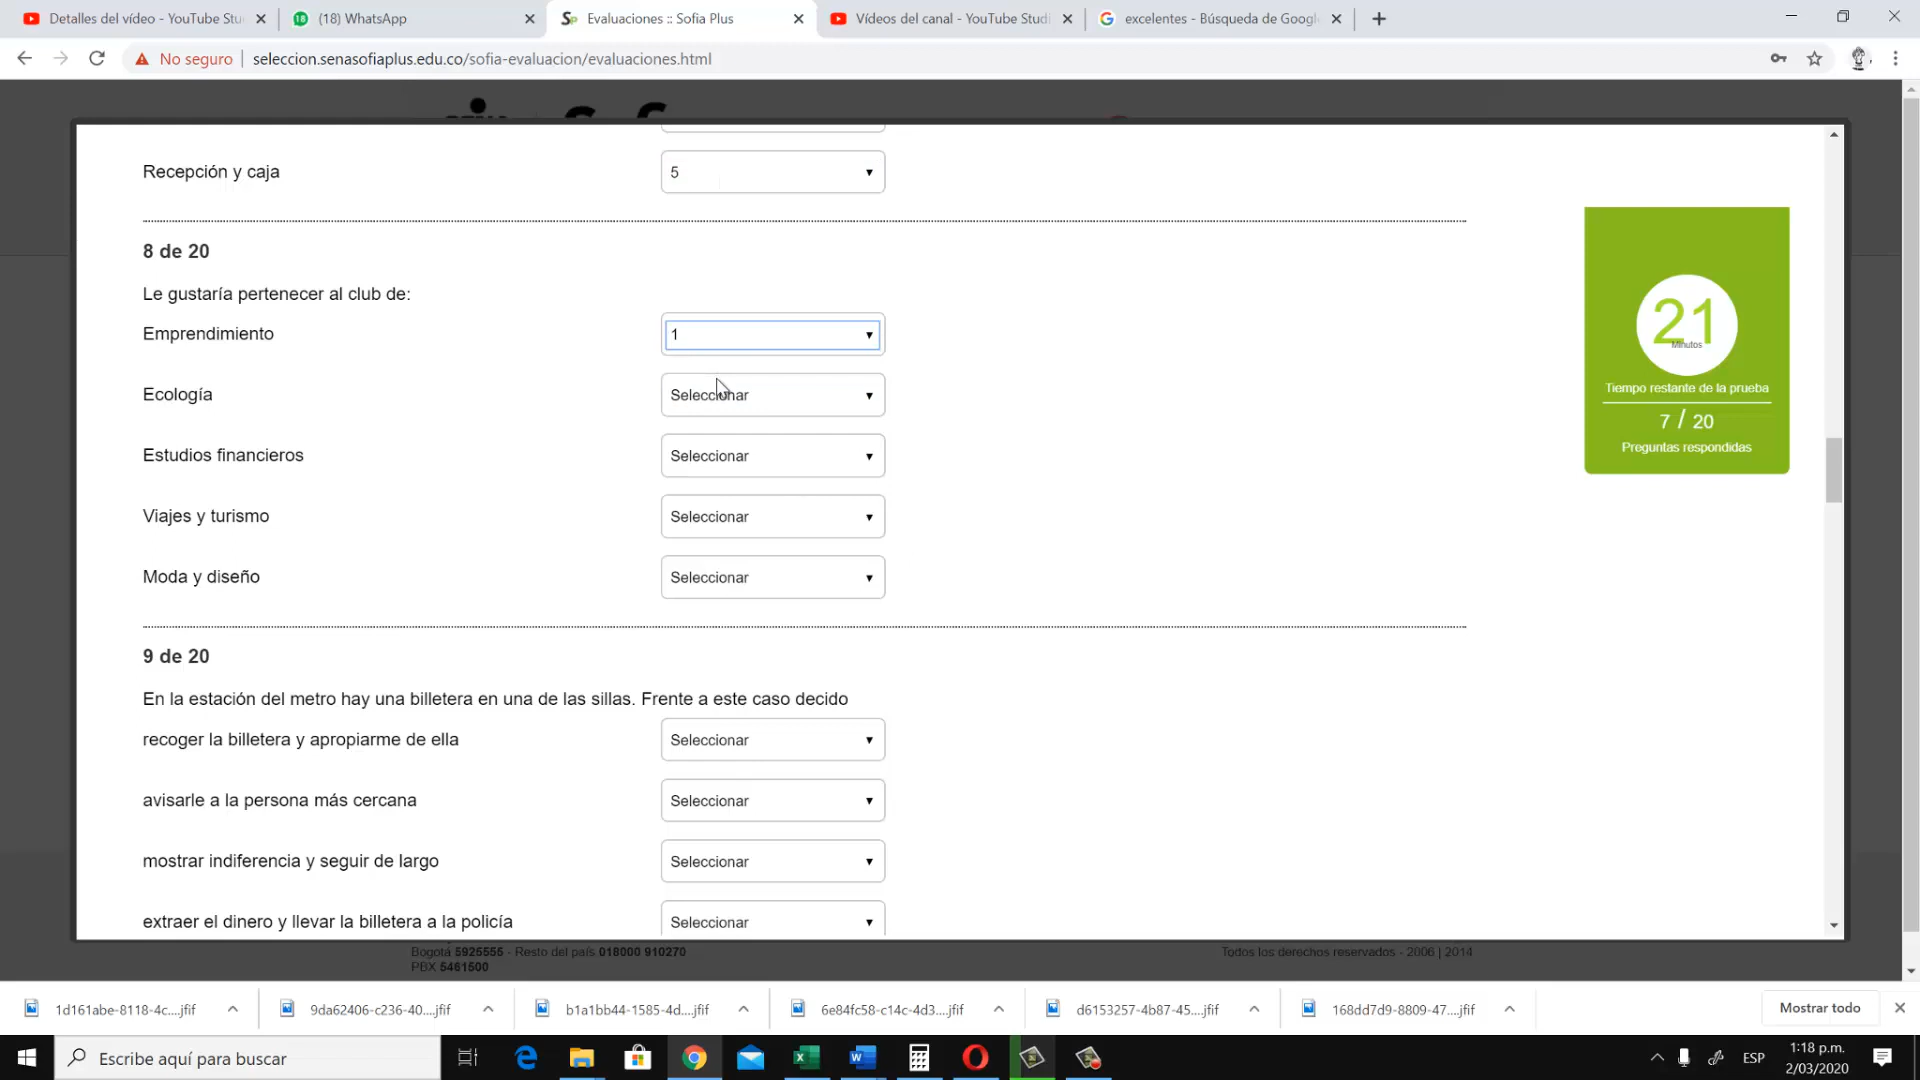 Detalles del vídeo - YouTube Stu
(18) WhatsApp
Evaluaciones :: Sofia Plus
Vídeos del canal - YouTube Studi
excelentes - Búsqueda de Googl
No seguro
seleccion.senasofiaplus.edu.co/sofia-evaluacion/evaluaciones.html
Recepción y caja
5
8 de 20
Le gustaría pertenecer al club de:
Emprendimiento
1
Ecología
Seleccionar
Estudios financieros
Seleccionar
Viajes y turismo
Seleccionar
Moda y diseño
Seleccionar
21
Minutos
Tiempo restante de la prueba
7 / 20
Preguntas respondidas
9 de 20
En la estación del metro hay una billetera en una de las sillas. Frente a este caso decido
recoger la billetera y apropiarme de ella
Seleccionar
avisarle a la persona más cercana
Seleccionar
mostrar indiferencia y seguir de largo
Seleccionar
extraer el dinero y llevar la billetera a la policía
Seleccionar
Bogotá 5925555 - Resto del país 018000 910270
PBX 5461500
Todos los derechos reservados - 2006 | 2014
1d161abe-8118-4c....jfif
9da62406-c236-40....jfif
b1a1bb44-1585-4d....jfif
6e84fc58-c14c-4d3....jfif
d6153257-4b87-45....jfif
168dd7d9-8809-47....jfif
Mostrar todo
Escribe aquí para buscar
ESP
1:18 p.m.
2/03/2020